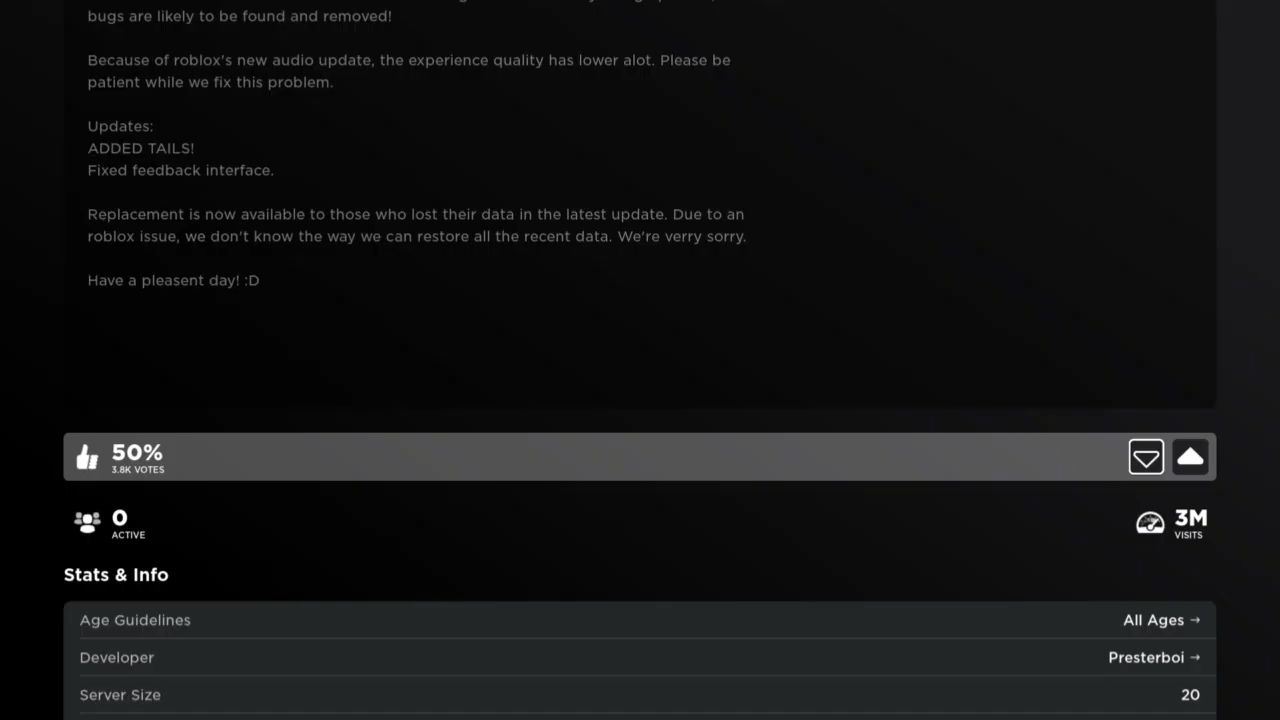 bugs are likely to be found and removed!
Because of roblox's new audio update, the experience quality has lower alot. Please be
patient while we fix this problem.
Updates:
ADDED TAILS!
Fixed feedback interface.
Replacement is now available to those who lost their data in the latest update. Due to an
roblox issue, we don't know the way we can restore all the recent data. We're verry sorry.
Have a pleasent day! :D
50%
3.8K VOTES
0
ACTIVE
3M
VISITS
Stats & Info
Age Guidelines All Ages →
Developer Presterboi →
Server Size 20